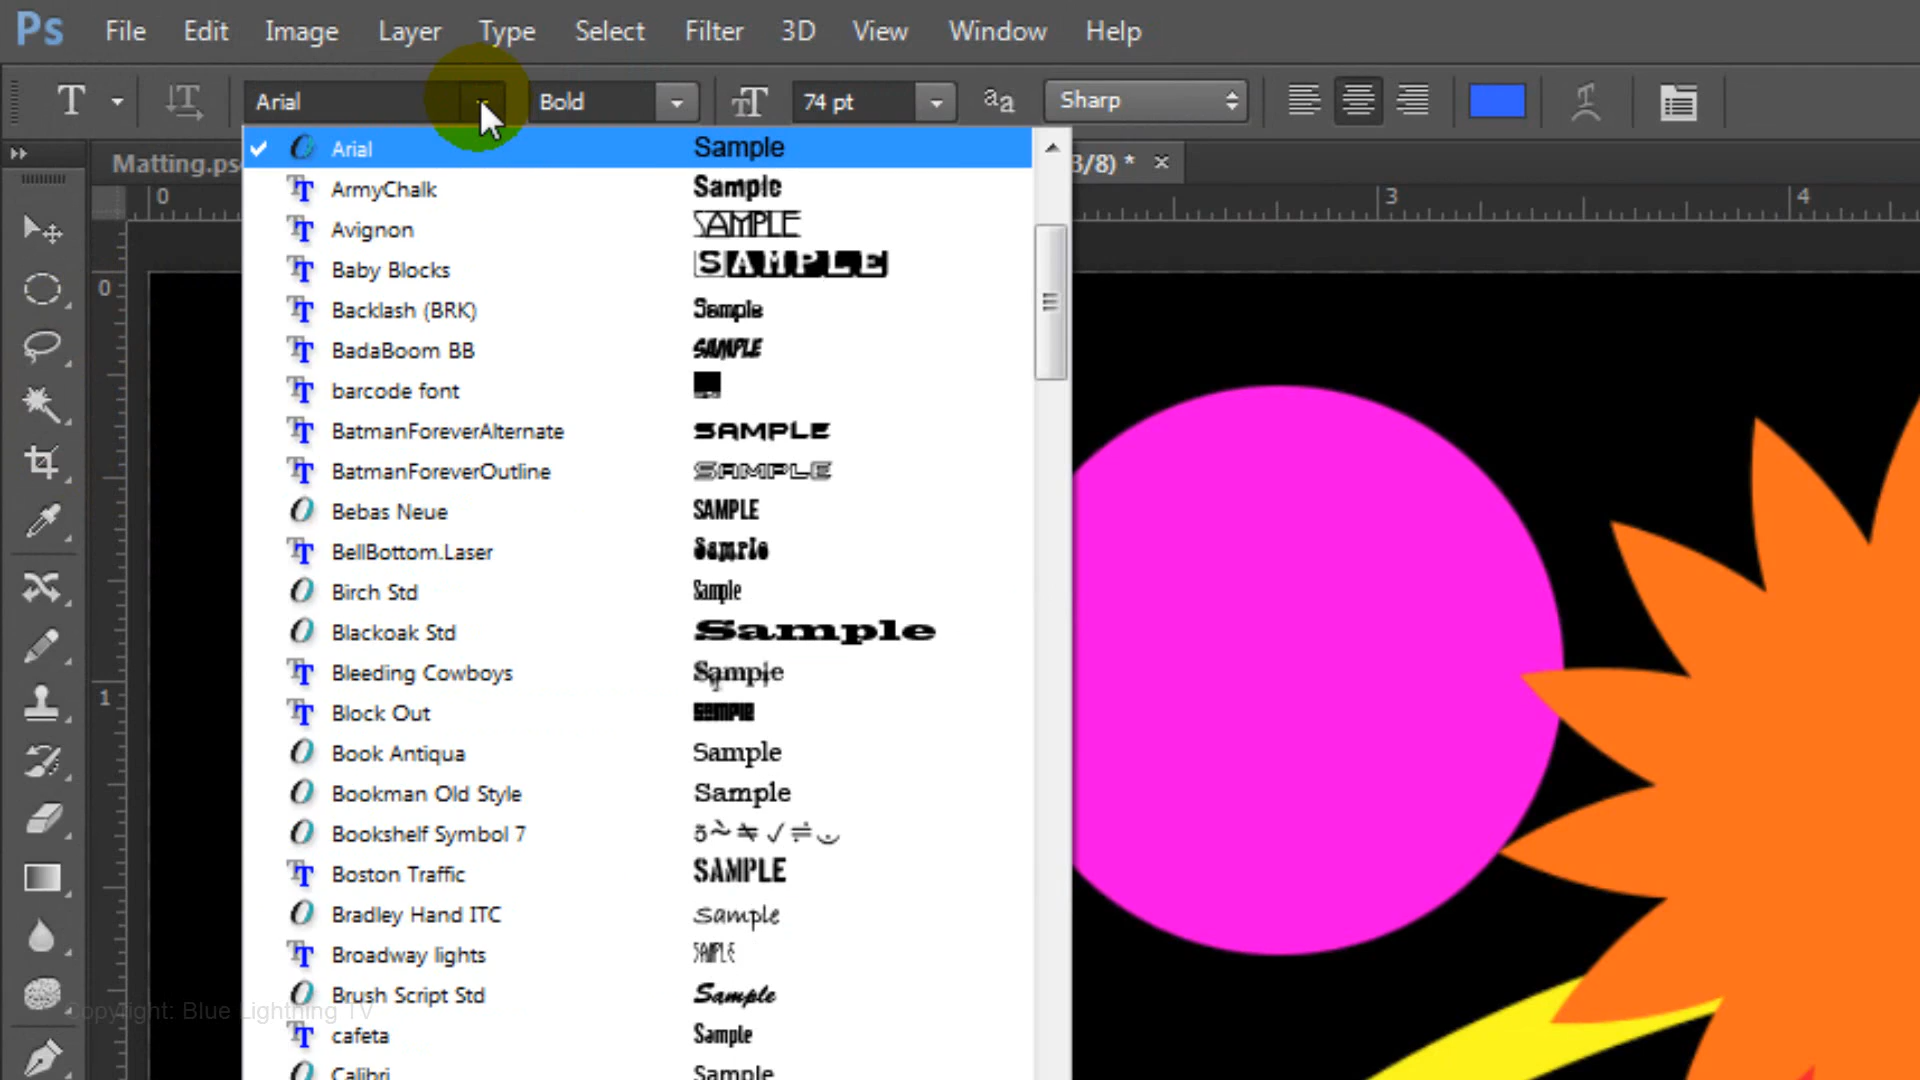 Ps File Edit Image Layer Type Select Filter 3D View Window Help
T Arial Bold 74 pt aa Sharp
Matting.ps 3/8) * ×
0 3 4
0
1
Arial Sample
ArmyChalk Sample
Avignon SAMPLE
Baby Blocks SAMPLE
Backlash (BRK) Sample
BadaBoom BB SAMPLE
barcode font
BatmanForeverAlternate SAMPLE
BatmanForeverOutline SAMPLE
Bebas Neue SAMPLE
BellBottom.Laser Sample
Birch Std Sample
Blackoak Std Sample
Bleeding Cowboys Sample
Block Out sample
Book Antiqua Sample
Bookman Old Style Sample
Bookshelf Symbol 7
Boston Traffic SAMPLE
Bradley Hand ITC Sample
Broadway lights SAMPLE
Brush Script Std Sample
Copyright: Blue Lightning TV
cafeta Sample
Calibri Sample